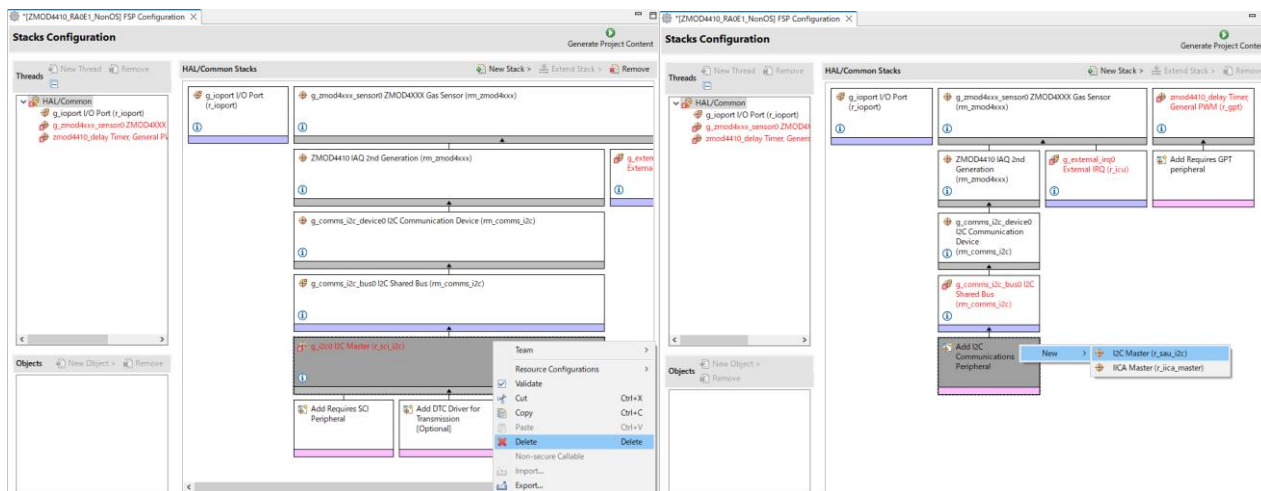 *[ZMOD4410_RA0E1_NonOS] FSP Configuration
Stacks Configuration
Generate Project Content
Threads
New Thread
Remove
HAL/Common
g_ioport I/O Port (r_ioport)
g_zmod4xxx_sensor0 ZMOD4XXX
zmod4410_delay Timer, General PV
Objects
New Object >
Remove
HAL/Common Stacks
New Stack >
Extend Stack >
Remove
g_ioport I/O Port
(r_ioport)
g_zmod4xxx_sensor0 ZMOD4XXX Gas Sensor (rm_zmod4xxx)
ZMOD4410 IAQ 2nd Generation (rm_zmod4xxx)
g_extern
Externa
g_comms_i2c_device0 I2C Communication Device (rm_comms_i2c)
g_comms_i2c_bus0 I2C Shared Bus (rm_comms_i2c)
g_i2c0 I2C Master (r_sci_i2c)
Add Requires SCI
Peripheral
Add DTC Driver for
Transmission
[Optional]
Team
Resource Configurations
Validate
Cut Ctrl+X
Copy Ctrl+C
Paste Ctrl+V
Delete Delete
Non-secure Callable
Import...
Export...
*[ZMOD4410_RA0E1_NonOS] FSP Configuration
Stacks Configuration
Generate Project Conte
Threads
New Thread
Remove
HAL/Common
g_ioport I/O Port (r_ioport)
g_zmod4xxx_sensor0 ZMOD4X
zmod4410_delay Timer, Genera
Objects
New Object >
Remove
HAL/Common Stacks
New Stack >
Extend Stack >
Remov
g_ioport I/O Port
(r_ioport)
g_zmod4xxx_sensor0 ZMOD4XXX Gas Sensor
(rm_zmod4xxx)
zmod4410_delay Timer,
General PWM (r_gpt)
ZMOD4410 IAQ 2nd
Generation
(rm_zmod4xxx)
g_external_irq0
External IRQ (r_icu)
Add Requires GPT
peripheral
g_comms_i2c_device0
I2C Communication
Device
(rm_comms_i2c)
g_comms_i2c_bus0 I2C
Shared Bus
(rm_comms_i2c)
Add I2C
Communications
Peripheral
New
I2C Master (r_sau_i2c)
IICA Master (r_iica_master)